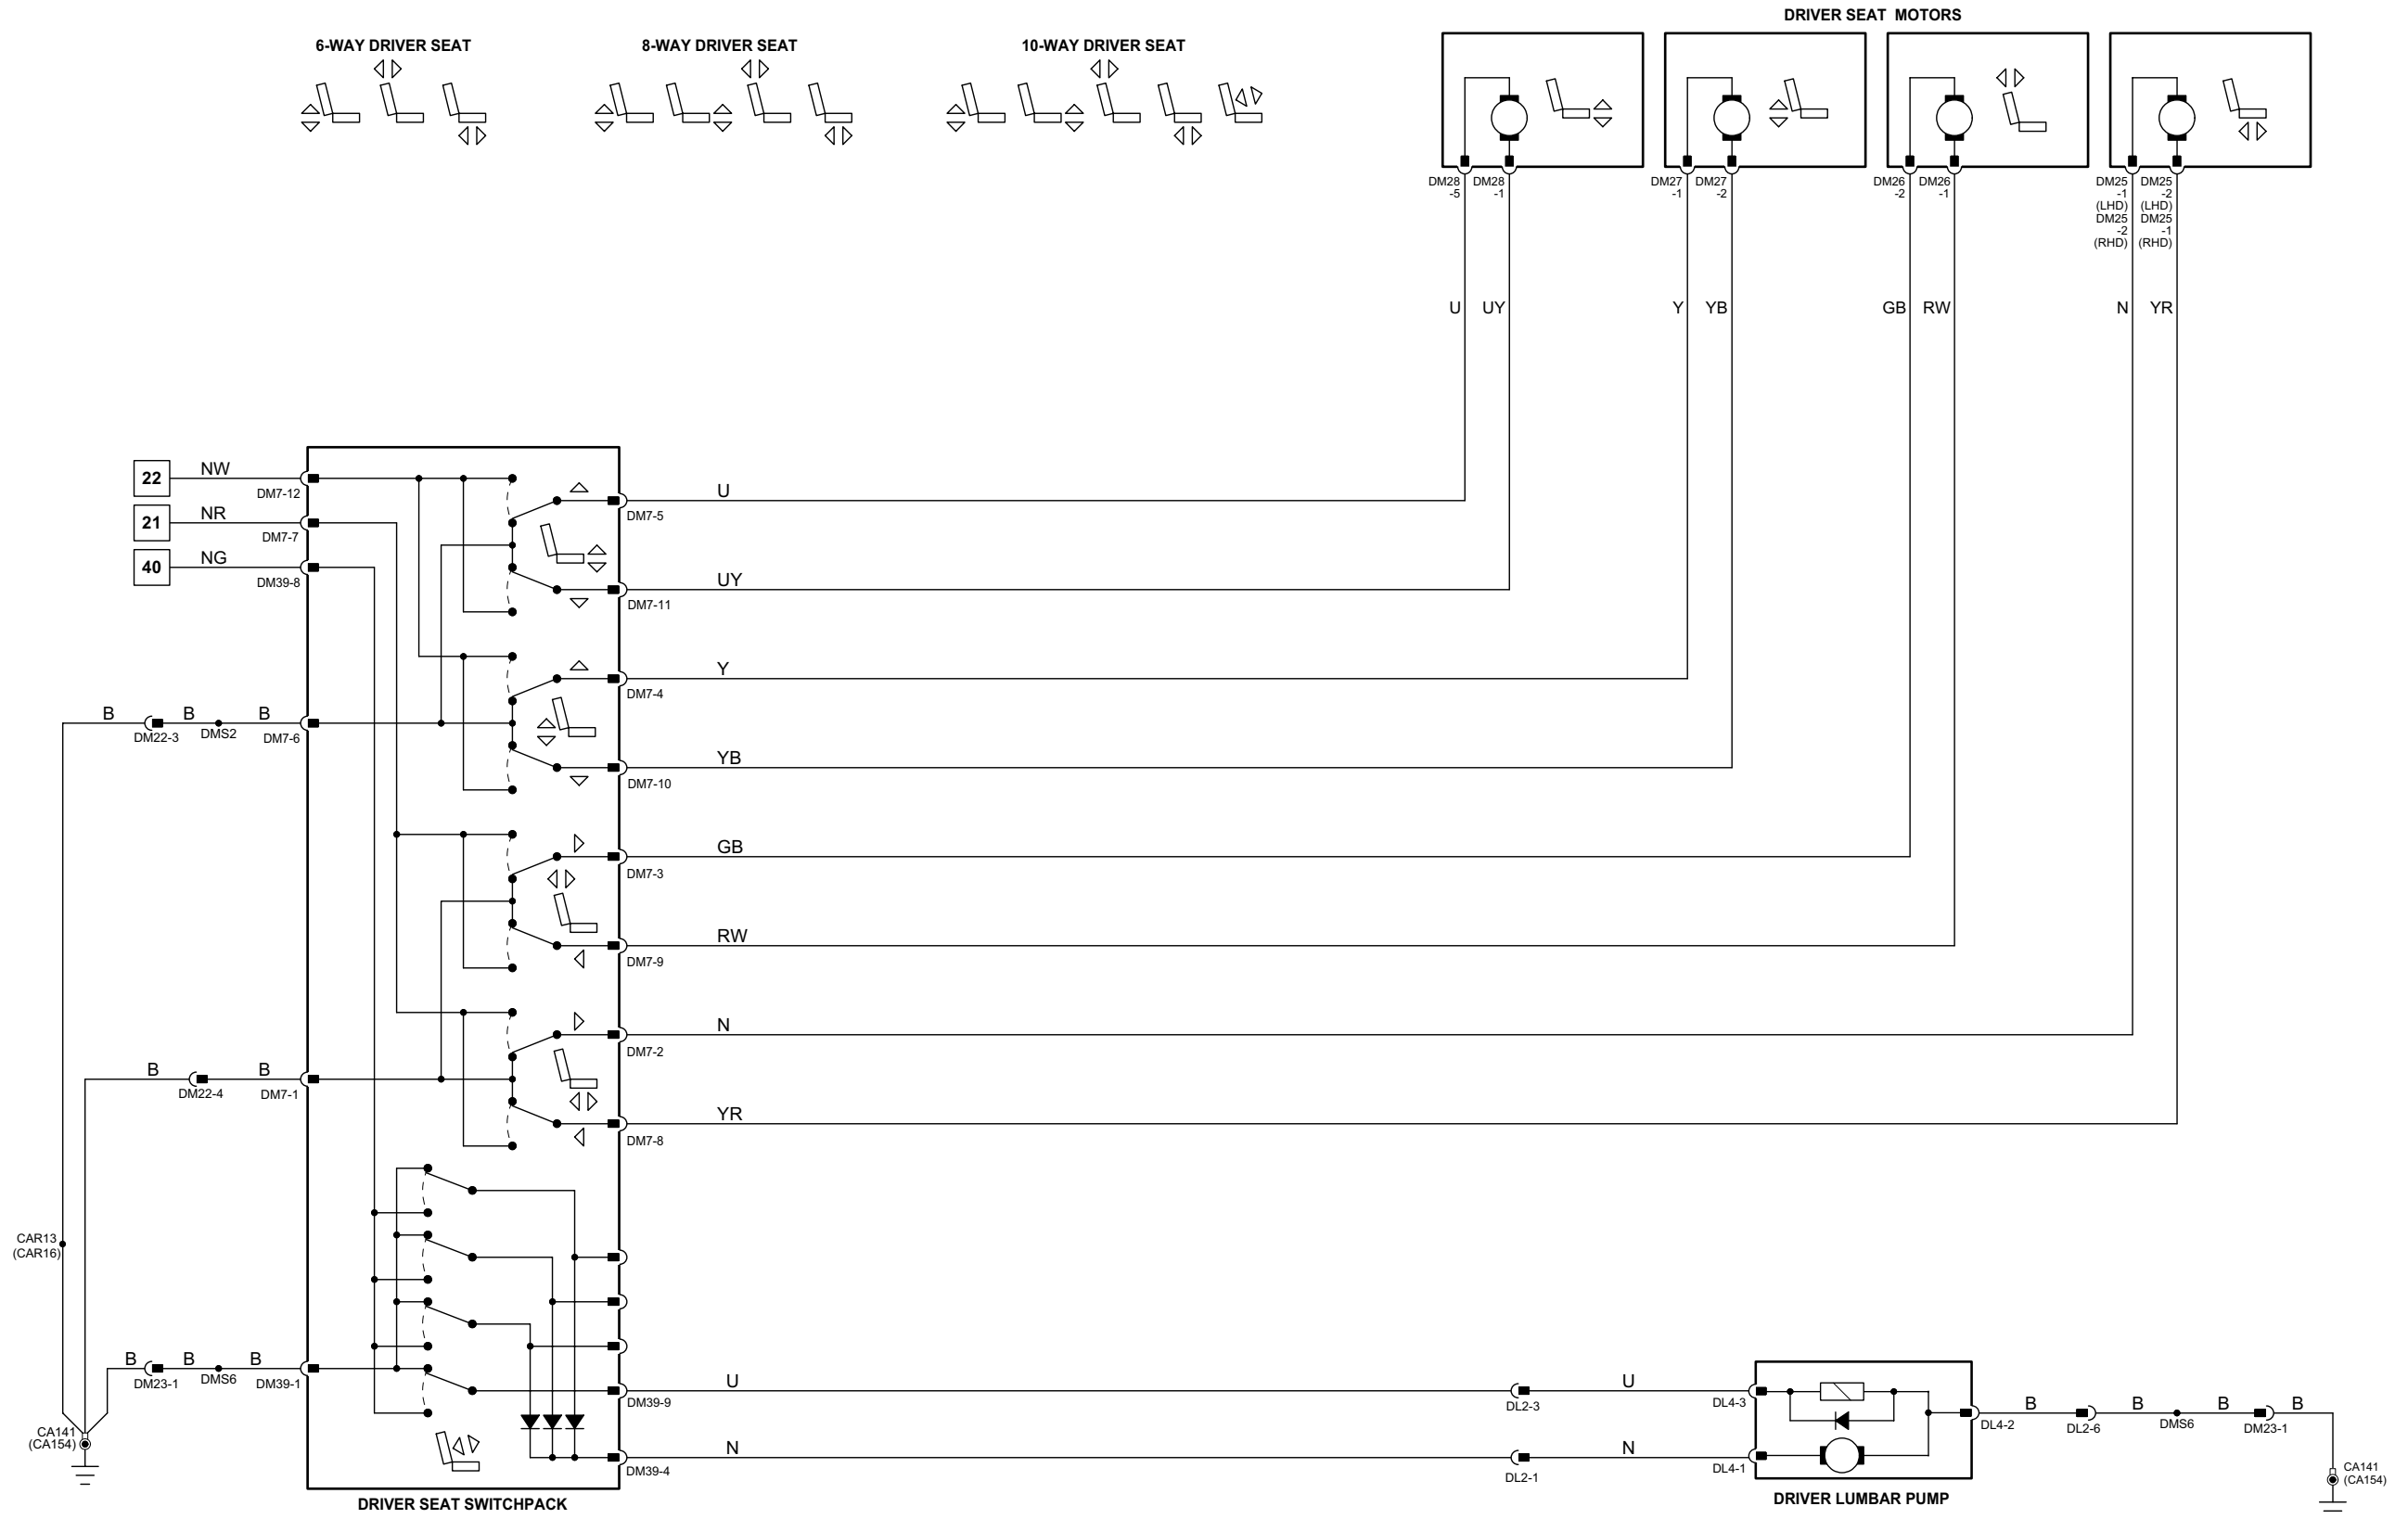 DRIVER SEAT MOTORS
6-WAY DRIVER SEAT
8-WAY DRIVER SEAT
10-WAY DRIVER SEAT
DM28
-5
DM28
-1
DM27
-1
DM27
-2
DM26
-2
DM26
-1
DM25
-1
(LHD)
DM25
-2
(RHD)
DM25
-2
(LHD)
DM25
-1
(RHD)
U
UY
Y
YB
GB
RW
N
YR
22
NW
DM7-12
21
NR
DM7-7
40
NG
DM39-8
U
DM7-5
UY
DM7-11
Y
DM7-4
B
B
B
DM22-3
DMS2
DM7-6
YB
DM7-10
GB
DM7-3
RW
DM7-9
N
DM7-2
B
B
DM22-4
DM7-1
YR
DM7-8
CAR13
(CAR16)
B
B
B
DM23-1
DMS6
DM39-1
U
DM39-9
DL2-3
U
DL4-3
CA141
(CA154)
N
DM39-4
DL2-1
N
DL4-1
B
B
B
B
DL4-2
DL2-6
DMS6
DM23-1
CA141
(CA154)
DRIVER SEAT SWITCHPACK
DRIVER LUMBAR PUMP